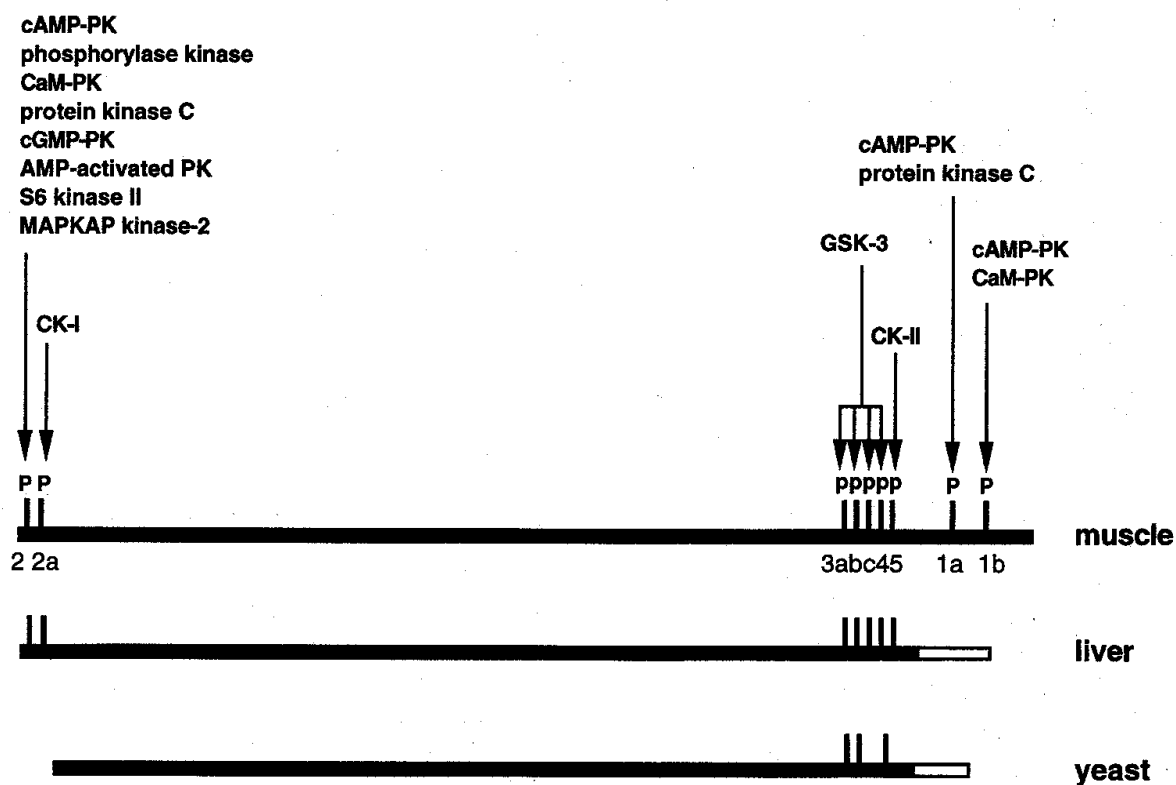 cAMP-PK
phosphorylase kinase
CaM-PK
protein kinase C
cGMP-PK
AMP-activated PK
S6 kinase II
MAPKAP kinase-2
CK-I
cAMP-PK
protein kinase C
GSK-3
cAMP-PK
CaM-PK
CK-II
P P
ppppp
P
P
muscle
2 2a
3abc45
1a
1b
liver
yeast